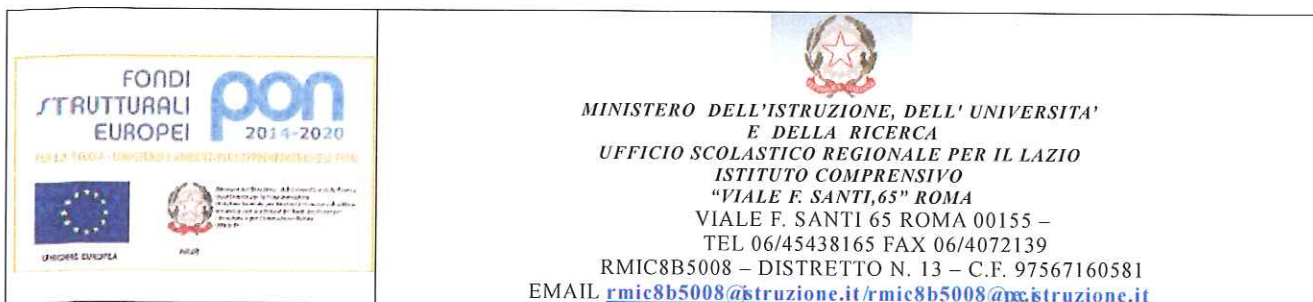 FONDI
STRUTTURALI
EUROPEI
pon
2014-2020
UNIONE EUROPEA
MIUR
MINISTERO DELL'ISTRUZIONE, DELL' UNIVERSITA'
E DELLA RICERCA
UFFICIO SCOLASTICO REGIONALE PER IL LAZIO
ISTITUTO COMPRENSIVO
“VIALE F. SANTI,65” ROMA
VIALE F. SANTI 65 ROMA 00155 –
TEL 06/45438165 FAX 06/4072139
RMIC8B5008 – DISTRETTO N. 13 – C.F. 97567160581
EMAIL rmic8b5008@istruzione.it/rmic8b5008@pec.istruzione.it